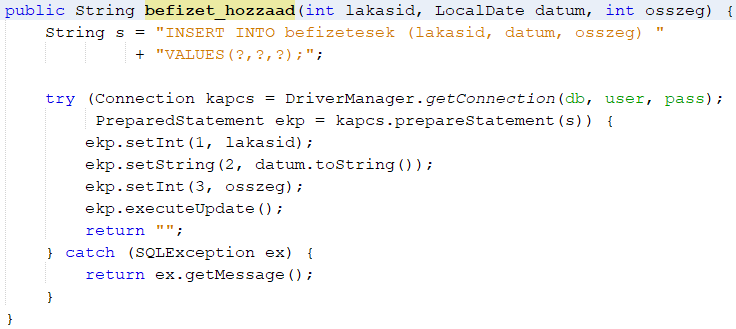 public String befizet_hozzaad(int lakasid, LocalDate datum, int osszeg) {
    String s = "INSERT INTO befizetesek (lakasid, datum, osszeg) "
             + "VALUES(?,?,?);";

    try (Connection kapcs = DriverManager.getConnection(db, user, pass);
         PreparedStatement ekp = kapcs.prepareStatement(s)) {
        ekp.setInt(1, lakasid);
        ekp.setString(2, datum.toString());
        ekp.setInt(3, osszeg);
        ekp.executeUpdate();
        return "";
    } catch (SQLException ex) {
        return ex.getMessage();
    }
}